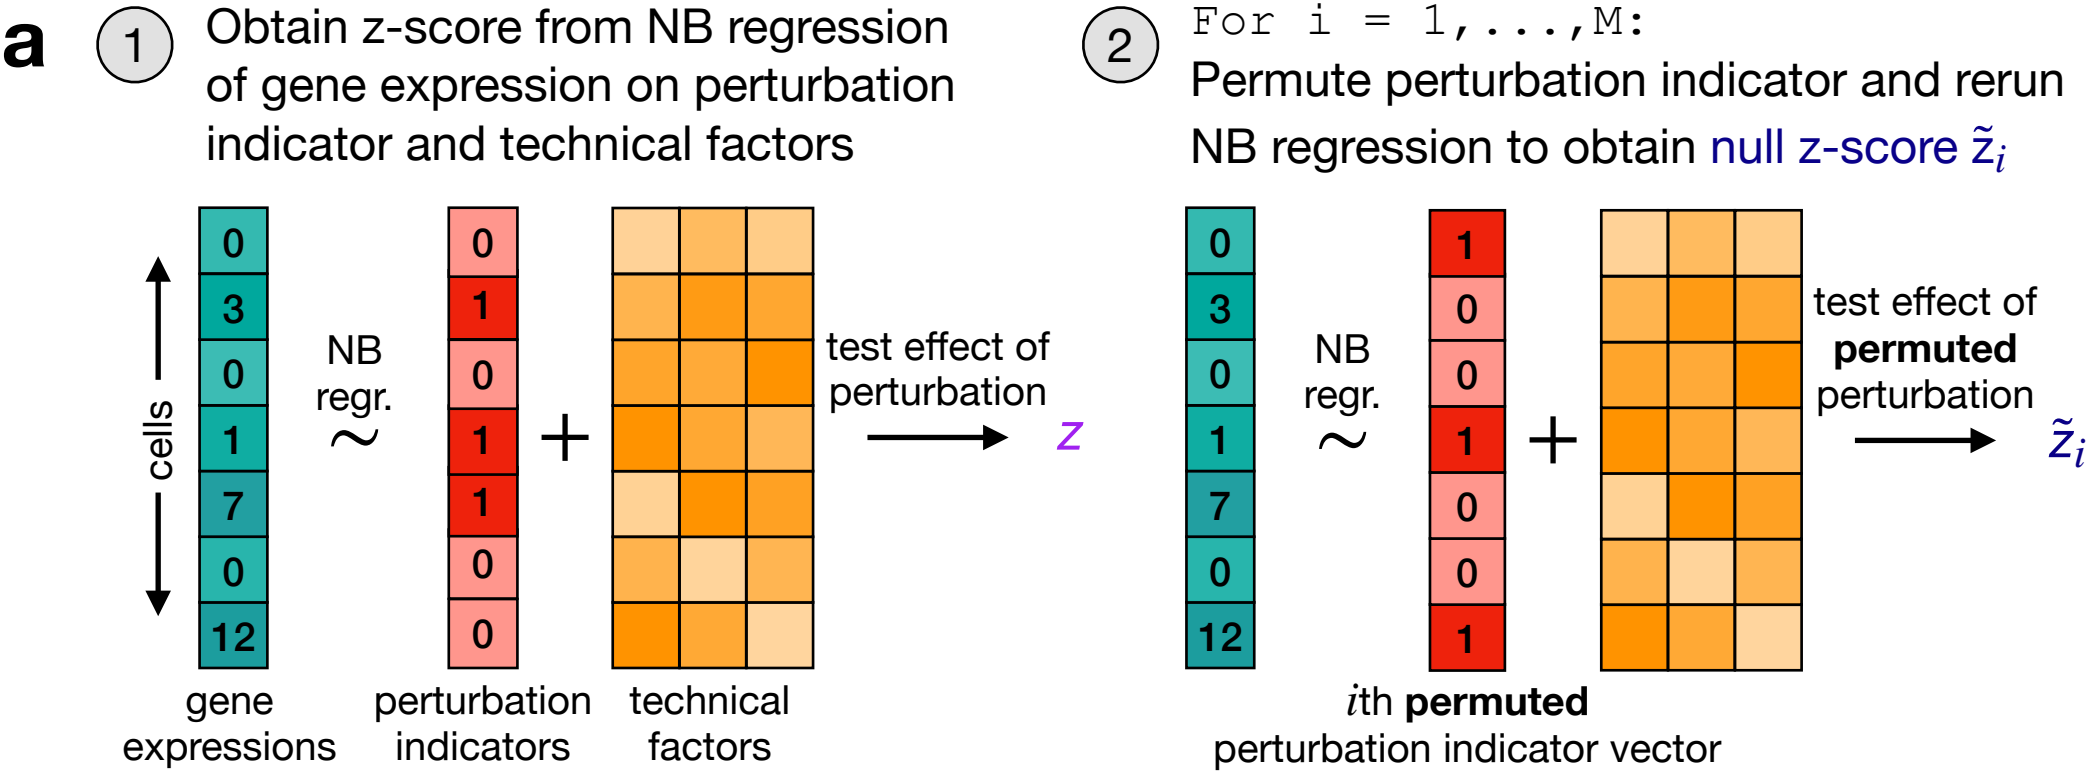 a
1
Obtain z-score from NB regression
of gene expression on perturbation
indicator and technical factors
cells
0
3
0
1
7
0
12
gene
expressions
NB
regr.
~
0
1
0
1
1
0
0
perturbation
indicators
+
technical
factors
test effect of
perturbation
z
2
For i = 1,...,M:
Permute perturbation indicator and rerun
NB regression to obtain null z-score z̃ᵢ
0
3
0
1
7
0
12
NB
regr.
~
1
0
0
1
0
0
1
ith permuted
perturbation indicator vector
+
test effect of
permuted
perturbation
z̃ᵢ